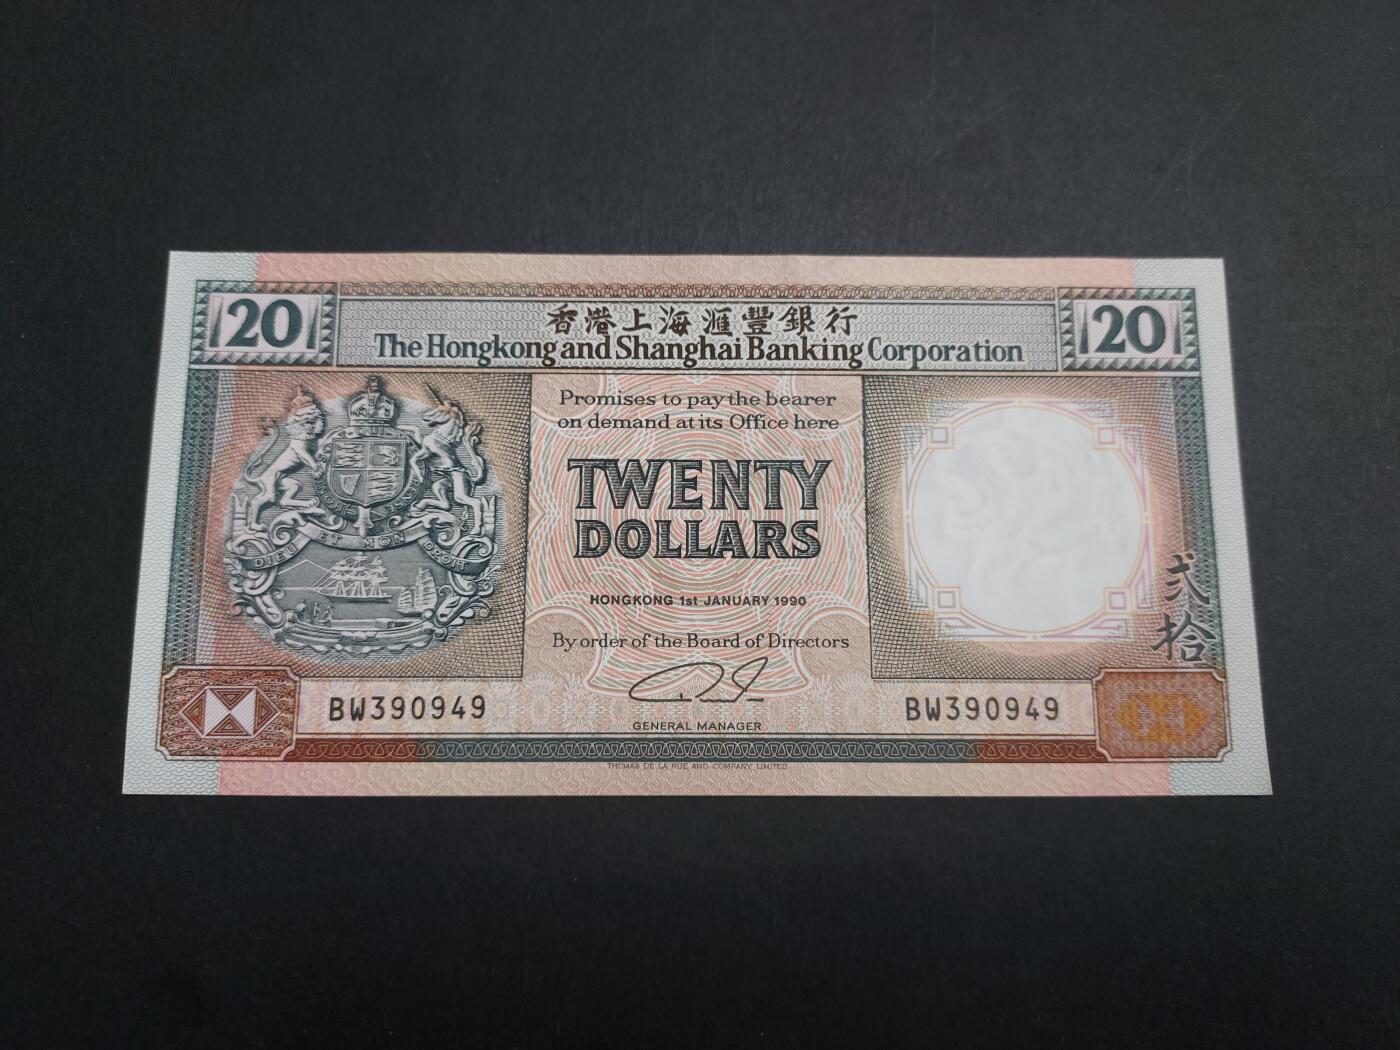 20
香港上海滙豐銀行
20
The Hongkong and Shanghai Banking Corporation
Promises to pay the bearer
on demand at its Office here
TWENTY
DOLLARS
DIEU ET MON DROIT
HONGKONG 1st JANUARY 1990
貳拾
By order of the Board of Directors
BW390949
BW390949
GENERAL MANAGER
THOMAS DE LA RUE AND COMPANY LIMITED